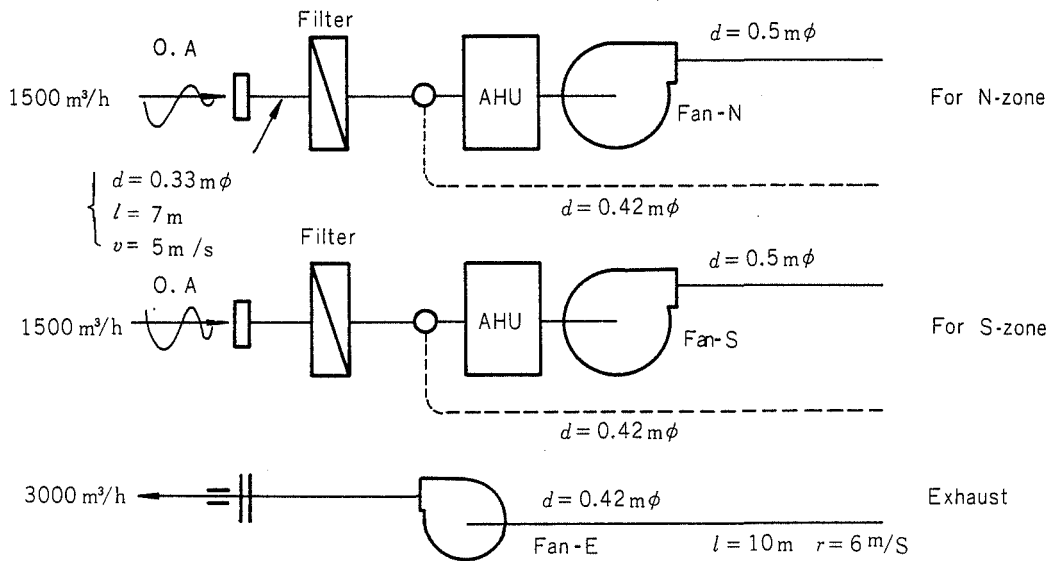 Filter
d = 0.5 mφ
O. A
1500 m³/h
AHU
Fan-N
For N-zone
d = 0.33 mφ
l = 7 m
v = 5 m/s
d = 0.42 mφ
Filter
d = 0.5 mφ
O. A
1500 m³/h
AHU
Fan-S
For S-zone
d = 0.42 mφ
3000 m³/h
d = 0.42 mφ
Exhaust
Fan-E
l = 10 m r = 6 m/S